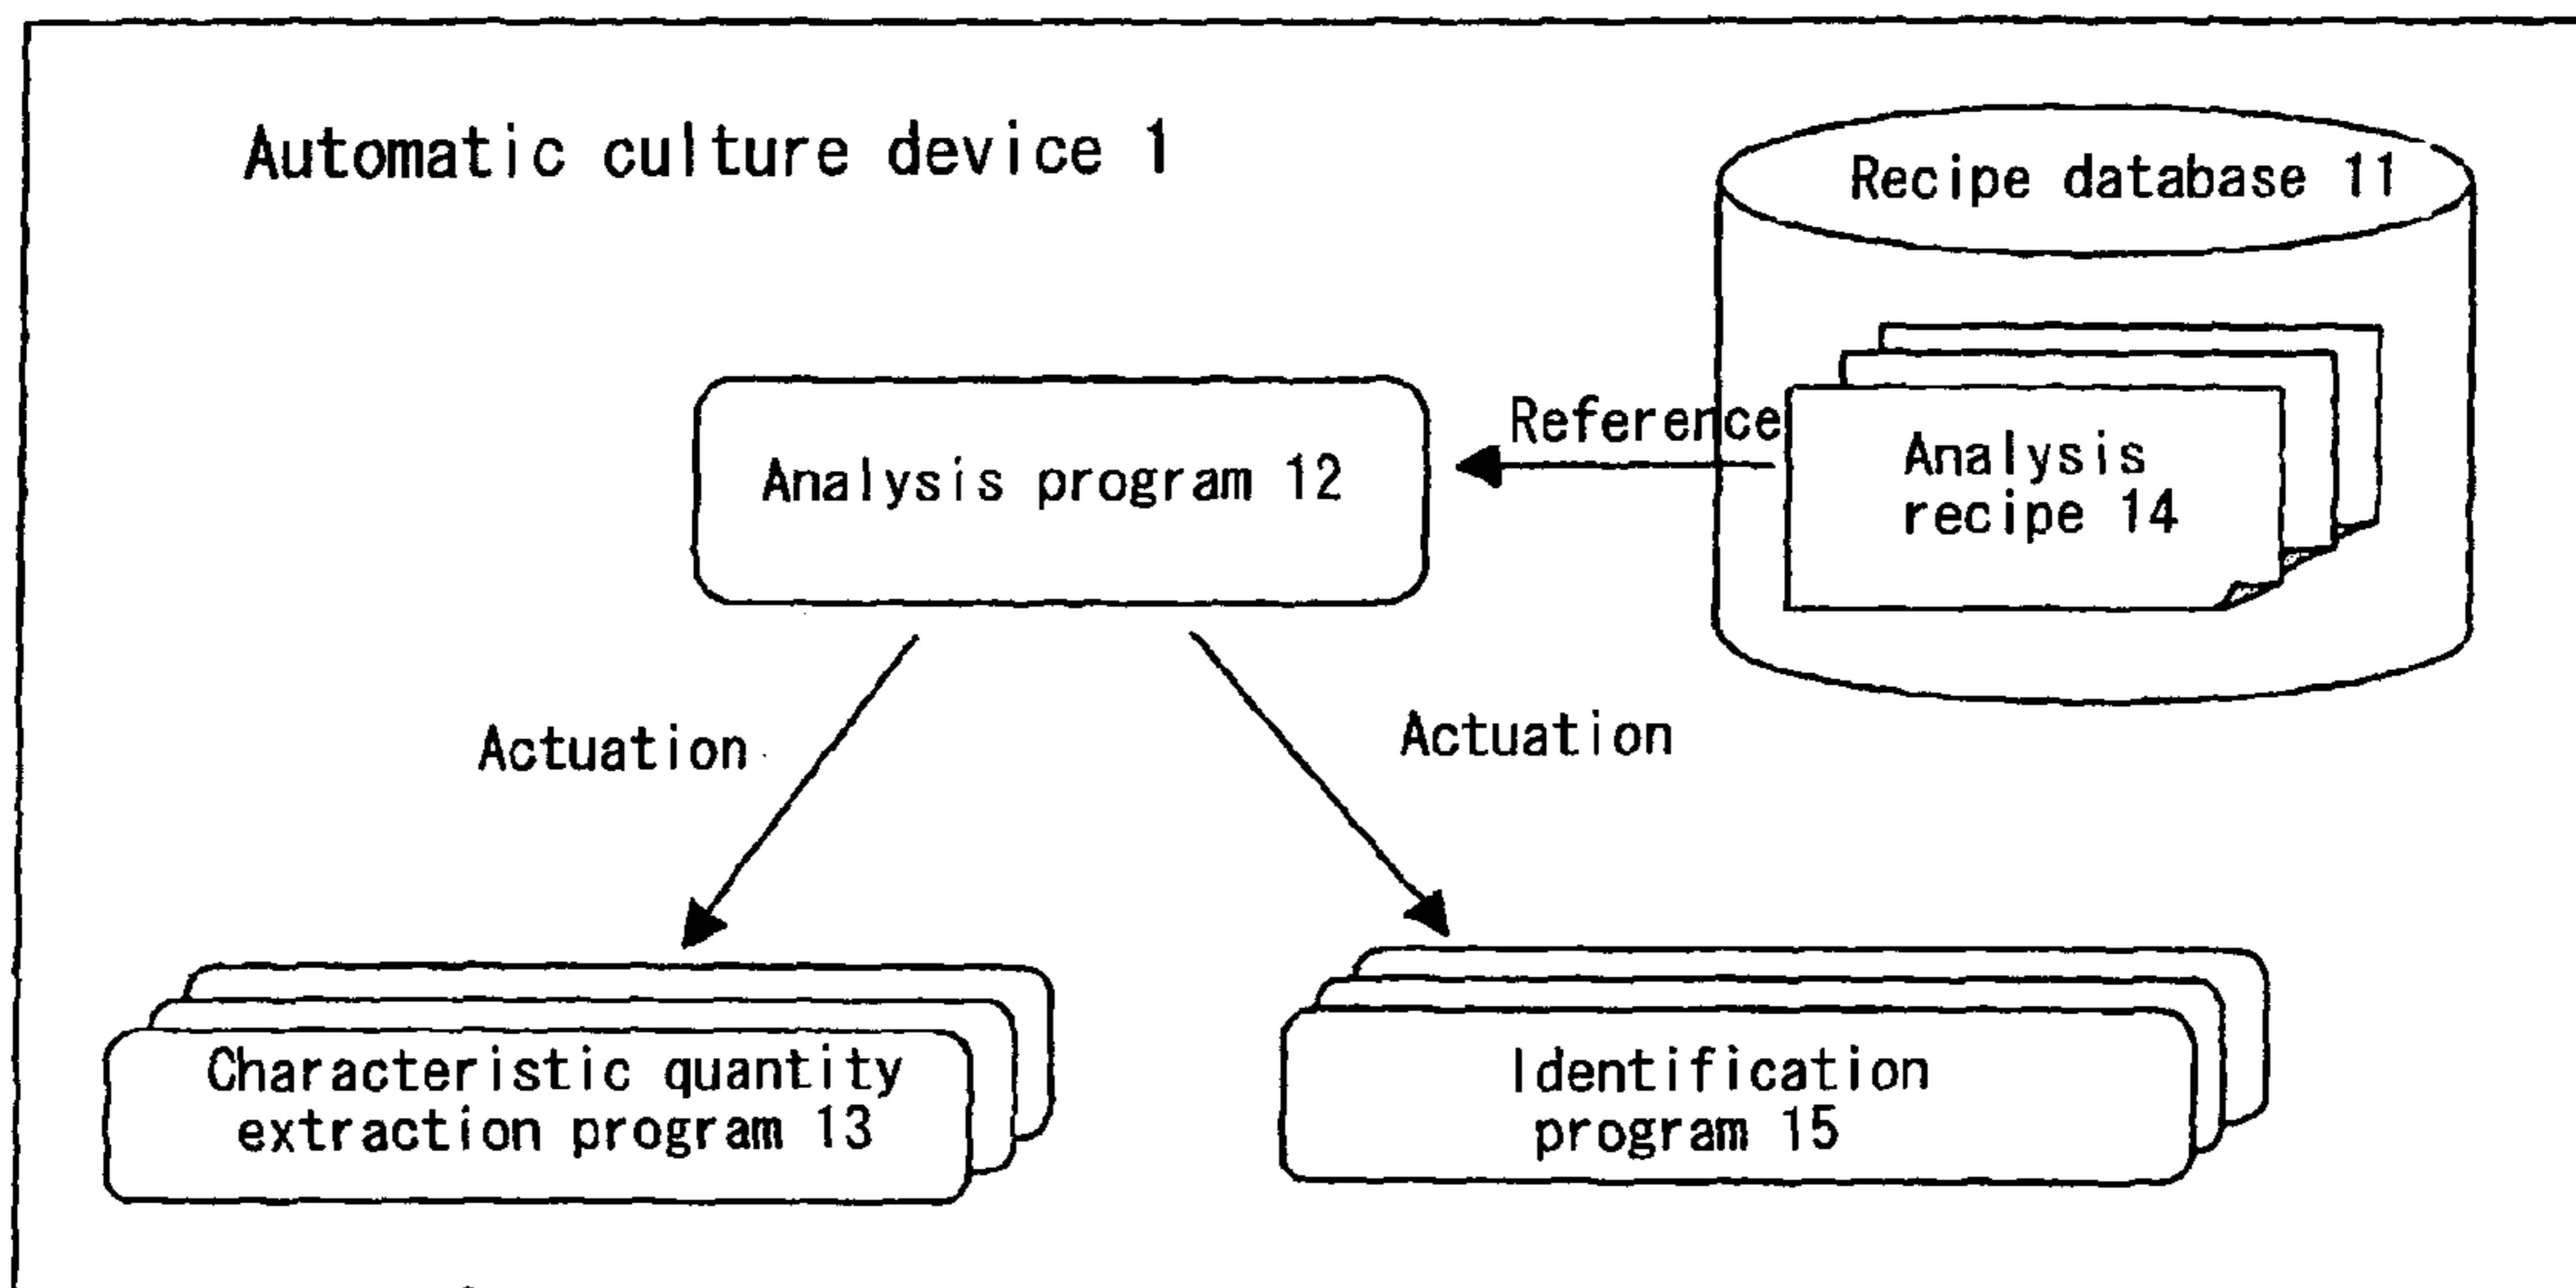 Automatic culture device 1
Recipe database 11
Reference
Analysis program 12
Analysis
recipe 14
Actuation
Actuation
Characteristic quantity
extraction program 13
Identification
program 15